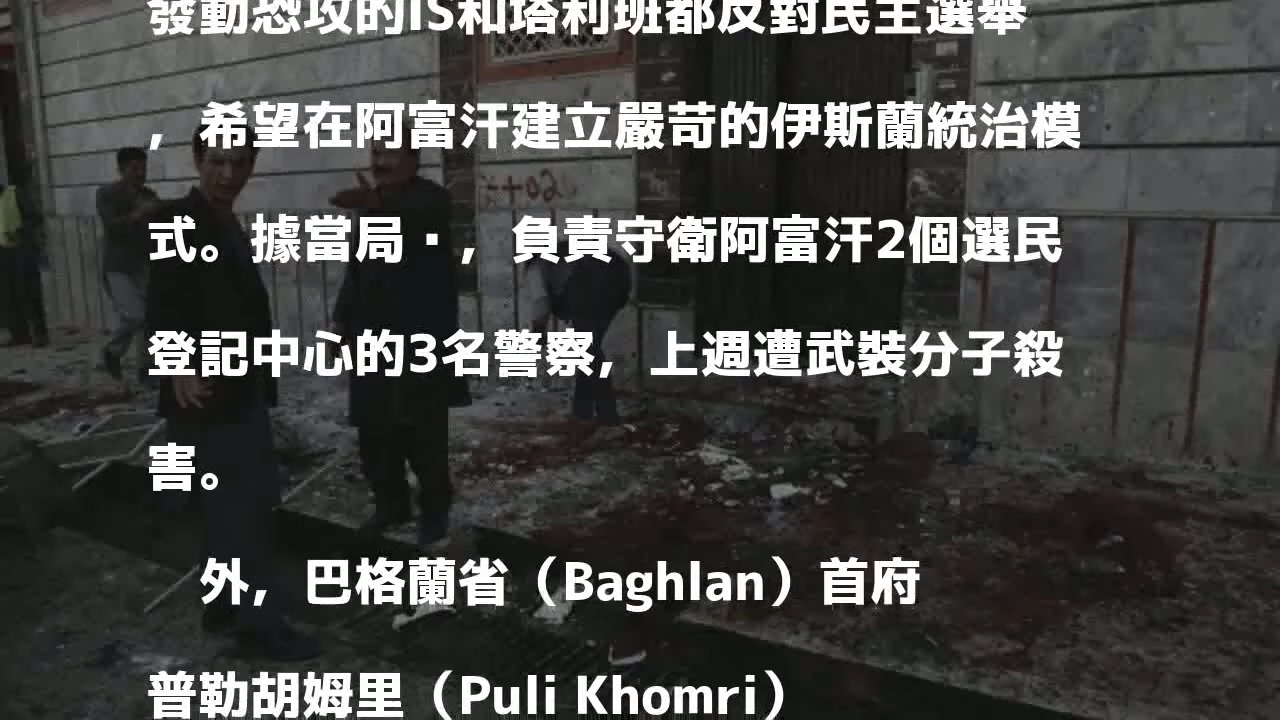 發動恐攻的IS和塔利班都反對民主選舉
，希望在阿富汗建立嚴苛的伊斯蘭統治模
式。據當局▪，負責守衛阿富汗2個選民
登記中心的3名警察，上週遭武裝分子殺
害。
外，巴格蘭省（Baghlan）首府
普勒胡姆里（Puli Khomri）